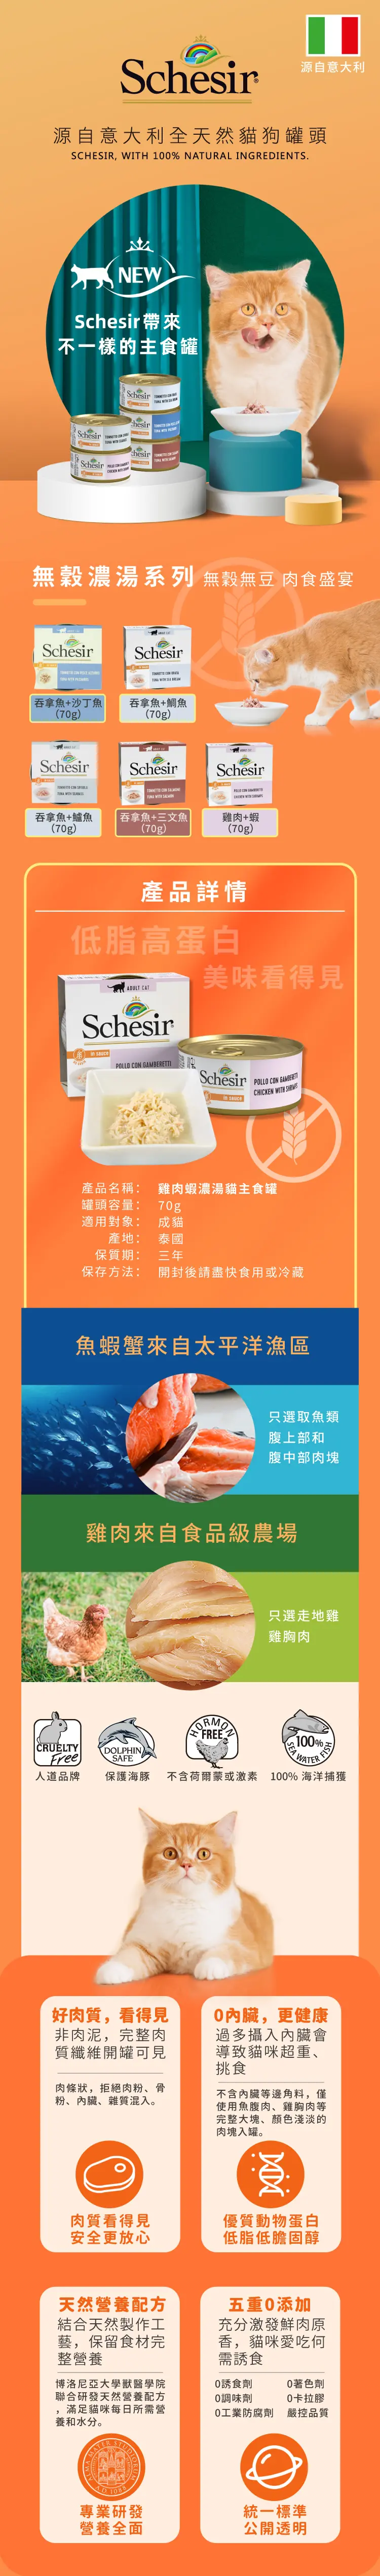 Schesir®
源自意大利
源自意大利全天然貓狗罐頭
SCHESIR, WITH 100% NATURAL INGREDIENTS.
NEW
Schesir帶來
不一樣的主食罐
Schesir
Schesir
Schesir
Schesir
Schesir
無穀濃湯系列 無穀無豆 肉食盛宴
Schesir
Schesir
吞拿魚+沙丁魚
(70g)
吞拿魚+鯛魚
(70g)
Schesir
Schesir
Schesir
吞拿魚+鱸魚
(70g)
吞拿魚+三文魚
(70g)
雞肉+蝦
(70g)
產品詳情
低脂高蛋白
美味看得見
ADULT CAT
Schesir
POLLO CON GAMBERETTI
Schesir
POLLO CON GAMBERETTI
CHICKEN WITH SHRIMPS
產品名稱： 雞肉蝦濃湯貓主食罐
罐頭容量： 70g
適用對象： 成貓
產地： 泰國
保質期： 三年
保存方法： 開封後請盡快食用或冷藏
魚蝦蟹來自太平洋漁區
只選取魚類
腹上部和
腹中部肉塊
雞肉來自食品級農場
只選走地雞
雞胸肉
CRUELTY
Free
DOLPHIN
SAFE
HORMON
FREE
100%
SEA WATER FISH
人道品牌
保護海豚
不含荷爾蒙或激素
100% 海洋捕獲
好肉質，看得見
非肉泥，完整肉
質纖維開罐可見
肉條狀，拒絕肉粉、骨
粉、內臟、雜質混入。
肉質看得見
安全更放心
0內臟，更健康
過多攝入內臟會
導致貓咪超重、
挑食
不含內臟等邊角料，僅
使用魚腹肉、雞胸肉等
完整大塊、顏色淺淡的
肉塊入罐。
優質動物蛋白
低脂低膽固醇
天然營養配方
結合天然製作工
藝，保留食材完
整營養
博洛尼亞大學獸醫學院
聯合研發天然營養配方
，滿足貓咪每日所需營
養和水分。
專業研發
營養全面
五重0添加
充分激發鮮肉原
香，貓咪愛吃何
需誘食
0誘食劑 0著色劑
0調味劑 0卡拉膠
0工業防腐劑 嚴控品質
統一標準
公開透明